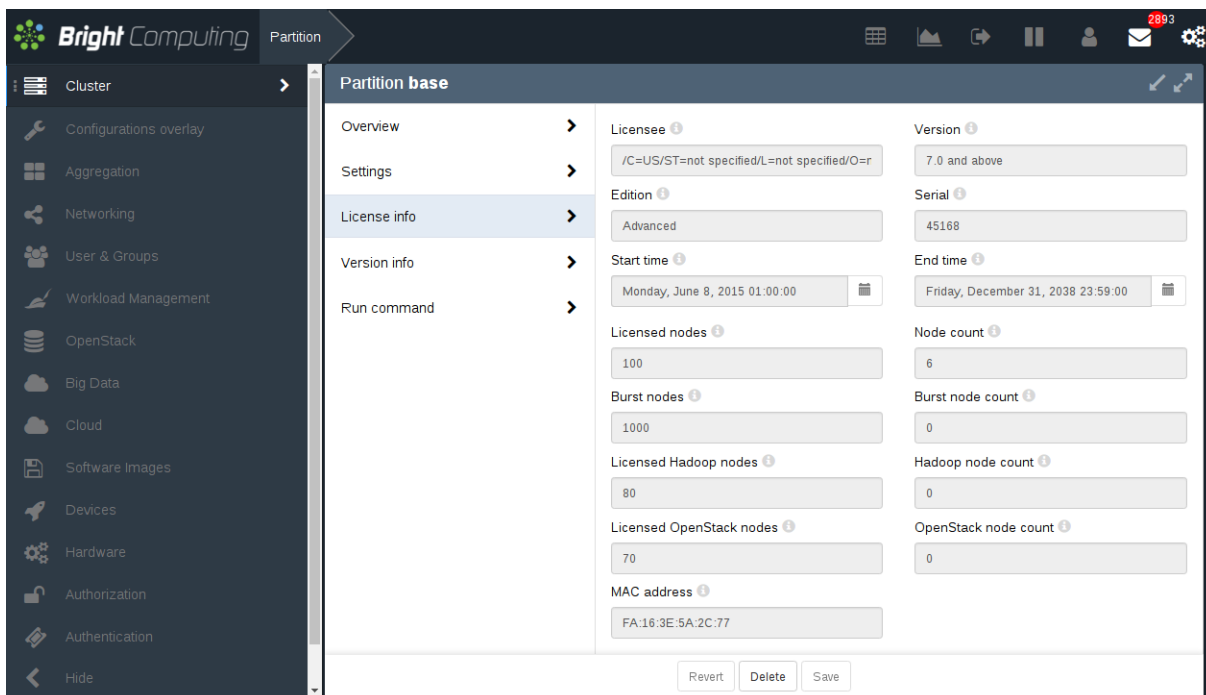 Bright Computing
Partition
2893
Cluster
Configurations overlay
Aggregation
Networking
User & Groups
Workload Management
OpenStack
Big Data
Cloud
Software Images
Devices
Hardware
Authorization
Authentication
Hide
Partition base
Overview
Settings
License info
Version info
Run command
Licensee
/C=US/ST=not specified/L=not specified/O=r
Version
7.0 and above
Edition
Advanced
Serial
45168
Start time
Monday, June 8, 2015 01:00:00
End time
Friday, December 31, 2038 23:59:00
Licensed nodes
100
Node count
6
Burst nodes
1000
Burst node count
0
Licensed Hadoop nodes
80
Hadoop node count
0
Licensed OpenStack nodes
70
OpenStack node count
0
MAC address
FA:16:3E:5A:2C:77
Revert
Delete
Save